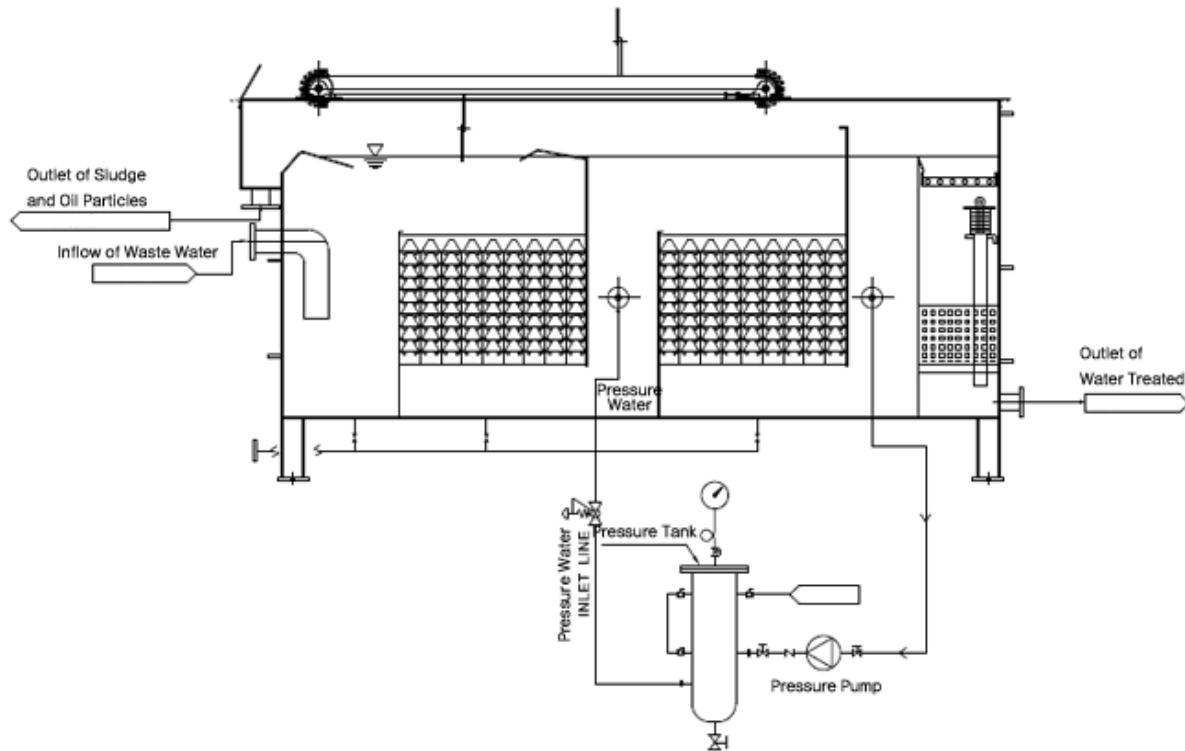 Outlet of Sludge
and Oil Particles
Inflow of Waste Water
Pressure
Water
Outlet of
Water Treated
Pressure Tank
Pressure Water
INLET LINE
Pressure Pump